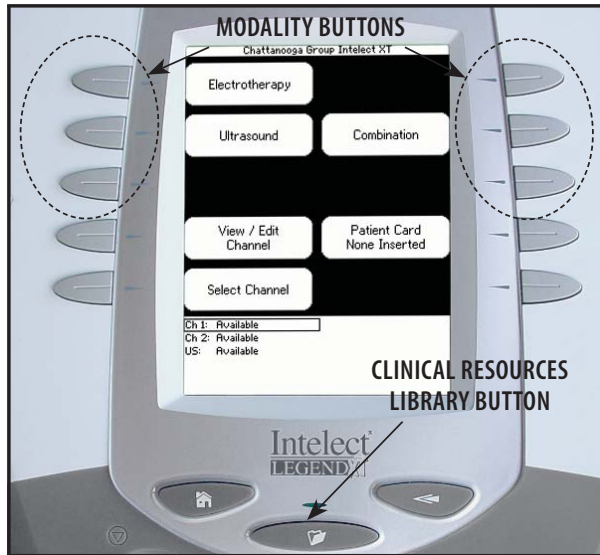 MODALITY BUTTONS
Chattanooga Group Intelect XT
Electrotherapy
Ultrasound
Combination
View / Edit
Channel
Patient Card
None Inserted
Select Channel
Ch 1: Available
Ch 2: Available
US: Available
CLINICAL RESOURCES
LIBRARY BUTTON
Intelect
LEGEND XT